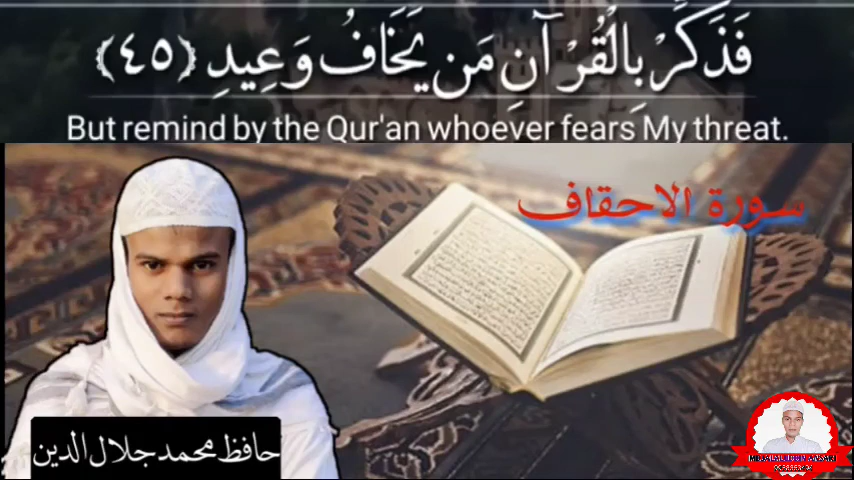 فَذَكِّرْ بِالْقُرْآنِ مَن يَخَافُ وَعِيدِ ﴿٤٥﴾
But remind by the Qur'an whoever fears My threat.
سورة الاحقاف
حافظ محمد جلال الدين